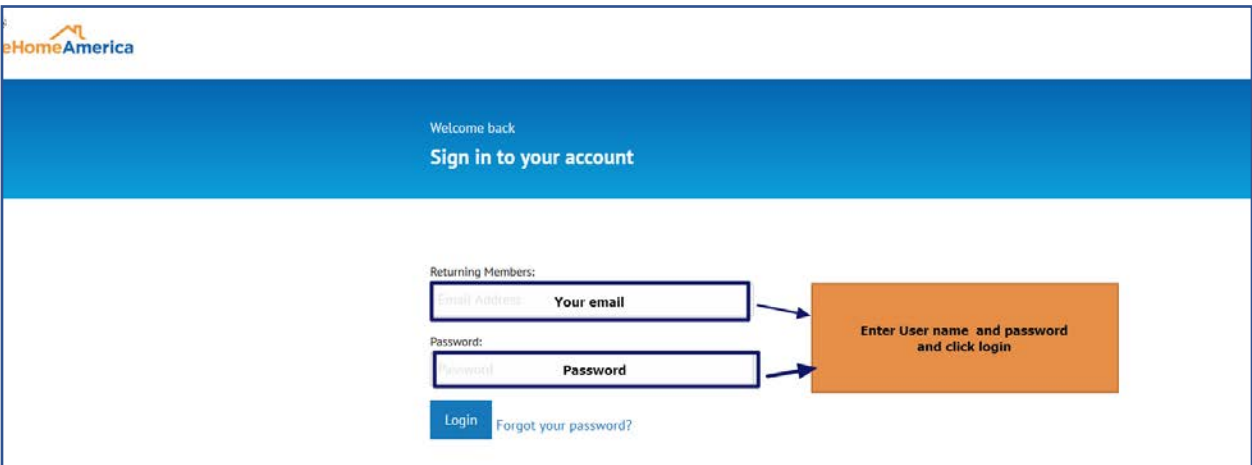 eHomeAmerica
Welcome back
Sign in to your account
Returning Members:
Email Address Your email
Enter User name and password
and click login
Password:
Password Password
Login Forgot your password?